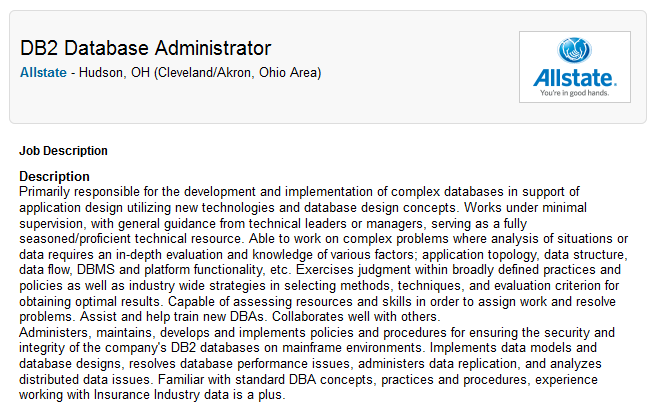 DB2 Database Administrator
Allstate - Hudson, OH (Cleveland/Akron, Ohio Area)
Allstate.
You're in good hands.
Job Description
Description
Primarily responsible for the development and implementation of complex databases in support of
application design utilizing new technologies and database design concepts. Works under minimal
supervision, with general guidance from technical leaders or managers, serving as a fully
seasoned/proficient technical resource. Able to work on complex problems where analysis of situations or
data requires an in-depth evaluation and knowledge of various factors; application topology, data structure,
data flow, DBMS and platform functionality, etc. Exercises judgment within broadly defined practices and
policies as well as industry wide strategies in selecting methods, techniques, and evaluation criterion for
obtaining optimal results. Capable of assessing resources and skills in order to assign work and resolve
problems. Assist and help train new DBAs. Collaborates well with others.
Administers, maintains, develops and implements policies and procedures for ensuring the security and
integrity of the company's DB2 databases on mainframe environments. Implements data models and
database designs, resolves database performance issues, administers data replication, and analyzes
distributed data issues. Familiar with standard DBA concepts, practices and procedures, experience
working with Insurance Industry data is a plus.